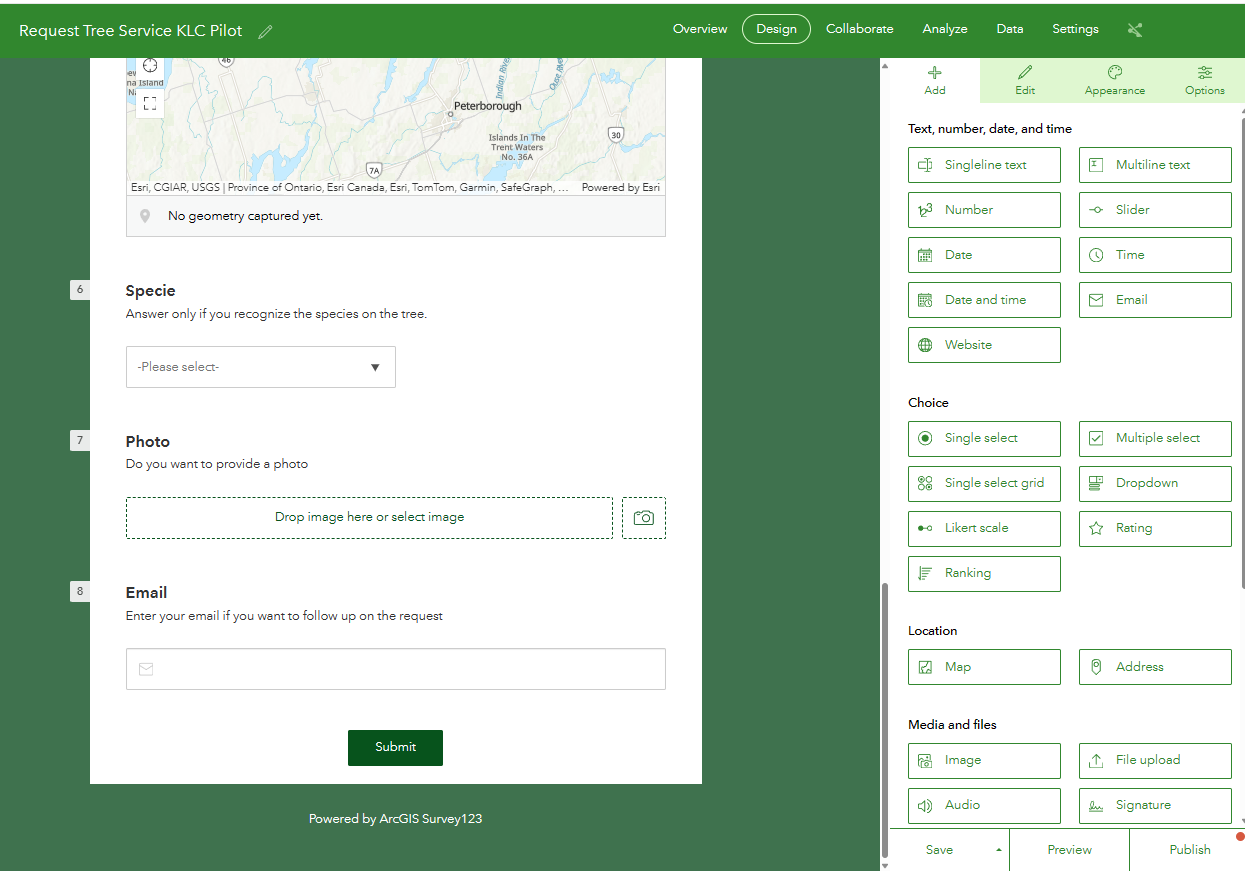 Request Tree Service KLC Pilot
Overview
Design
Collaborate
Analyze
Data
Settings
46
Indian River
Peterborough
Islands In The
Trent Waters
No. 36A
30
7A
Esri, CGIAR, USGS | Province of Ontario, Esri Canada, Esri, TomTom, Garmin, SafeGraph, ...
Powered by Esri
No geometry captured yet.
6
Specie
Answer only if you recognize the species on the tree.
-Please select-
7
Photo
Do you want to provide a photo
Drop image here or select image
8
Email
Enter your email if you want to follow up on the request
Submit
Powered by ArcGIS Survey123
Add
Edit
Appearance
Options
Text, number, date, and time
Singleline text
Multiline text
Number
Slider
Date
Time
Date and time
Email
Website
Choice
Single select
Multiple select
Single select grid
Dropdown
Likert scale
Rating
Ranking
Location
Map
Address
Media and files
Image
File upload
Audio
Signature
Save
Preview
Publish